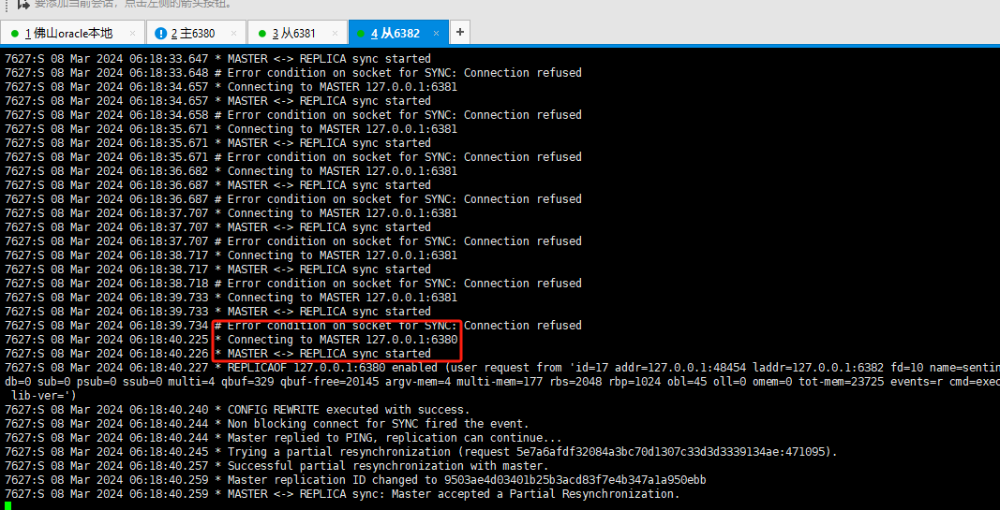 要添加当前会话，点击左侧的箭头按钮。
1 佛山oracle本地 × 2 主6380 × 3 从6381 × 4 从6382 × +
7627:S 08 Mar 2024 06:18:33.647 * MASTER <-> REPLICA sync started
7627:S 08 Mar 2024 06:18:33.648 # Error condition on socket for SYNC: Connection refused
7627:S 08 Mar 2024 06:18:34.657 * Connecting to MASTER 127.0.0.1:6381
7627:S 08 Mar 2024 06:18:34.657 * MASTER <-> REPLICA sync started
7627:S 08 Mar 2024 06:18:34.658 # Error condition on socket for SYNC: Connection refused
7627:S 08 Mar 2024 06:18:35.671 * Connecting to MASTER 127.0.0.1:6381
7627:S 08 Mar 2024 06:18:35.671 * MASTER <-> REPLICA sync started
7627:S 08 Mar 2024 06:18:35.671 # Error condition on socket for SYNC: Connection refused
7627:S 08 Mar 2024 06:18:36.682 * Connecting to MASTER 127.0.0.1:6381
7627:S 08 Mar 2024 06:18:36.687 * MASTER <-> REPLICA sync started
7627:S 08 Mar 2024 06:18:36.687 # Error condition on socket for SYNC: Connection refused
7627:S 08 Mar 2024 06:18:37.707 * Connecting to MASTER 127.0.0.1:6381
7627:S 08 Mar 2024 06:18:37.707 * MASTER <-> REPLICA sync started
7627:S 08 Mar 2024 06:18:37.707 # Error condition on socket for SYNC: Connection refused
7627:S 08 Mar 2024 06:18:38.717 * Connecting to MASTER 127.0.0.1:6381
7627:S 08 Mar 2024 06:18:38.717 * MASTER <-> REPLICA sync started
7627:S 08 Mar 2024 06:18:38.718 # Error condition on socket for SYNC: Connection refused
7627:S 08 Mar 2024 06:18:39.733 * Connecting to MASTER 127.0.0.1:6381
7627:S 08 Mar 2024 06:18:39.733 * MASTER <-> REPLICA sync started
7627:S 08 Mar 2024 06:18:39.734 # Error condition on socket for SYNC: Connection refused
7627:S 08 Mar 2024 06:18:40.225 * Connecting to MASTER 127.0.0.1:6380
7627:S 08 Mar 2024 06:18:40.226 * MASTER <-> REPLICA sync started
7627:S 08 Mar 2024 06:18:40.227 * REPLICAOF 127.0.0.1:6380 enabled (user request from 'id=17 addr=127.0.0.1:48454 laddr=127.0.0.1:6382 fd=10 name=sentin
db=0 sub=0 psub=0 ssub=0 multi=4 qbuf=329 qbuf-free=20145 argv-mem=4 multi-mem=177 rbs=2048 rbp=1024 obl=45 oll=0 omem=0 tot-mem=23725 events=r cmd=exec
lib-ver=')
7627:S 08 Mar 2024 06:18:40.240 * CONFIG REWRITE executed with success.
7627:S 08 Mar 2024 06:18:40.244 * Non blocking connect for SYNC fired the event.
7627:S 08 Mar 2024 06:18:40.244 * Master replied to PING, replication can continue...
7627:S 08 Mar 2024 06:18:40.245 * Trying a partial resynchronization (request 5e7a6afdf32084a3bc70d1307c33d3d3339134ae:471095).
7627:S 08 Mar 2024 06:18:40.257 * Successful partial resynchronization with master.
7627:S 08 Mar 2024 06:18:40.259 * Master replication ID changed to 9503ae4d03401b25b3acd83f7e4b347a1a950ebb
7627:S 08 Mar 2024 06:18:40.259 * MASTER <-> REPLICA sync: Master accepted a Partial Resynchronization.